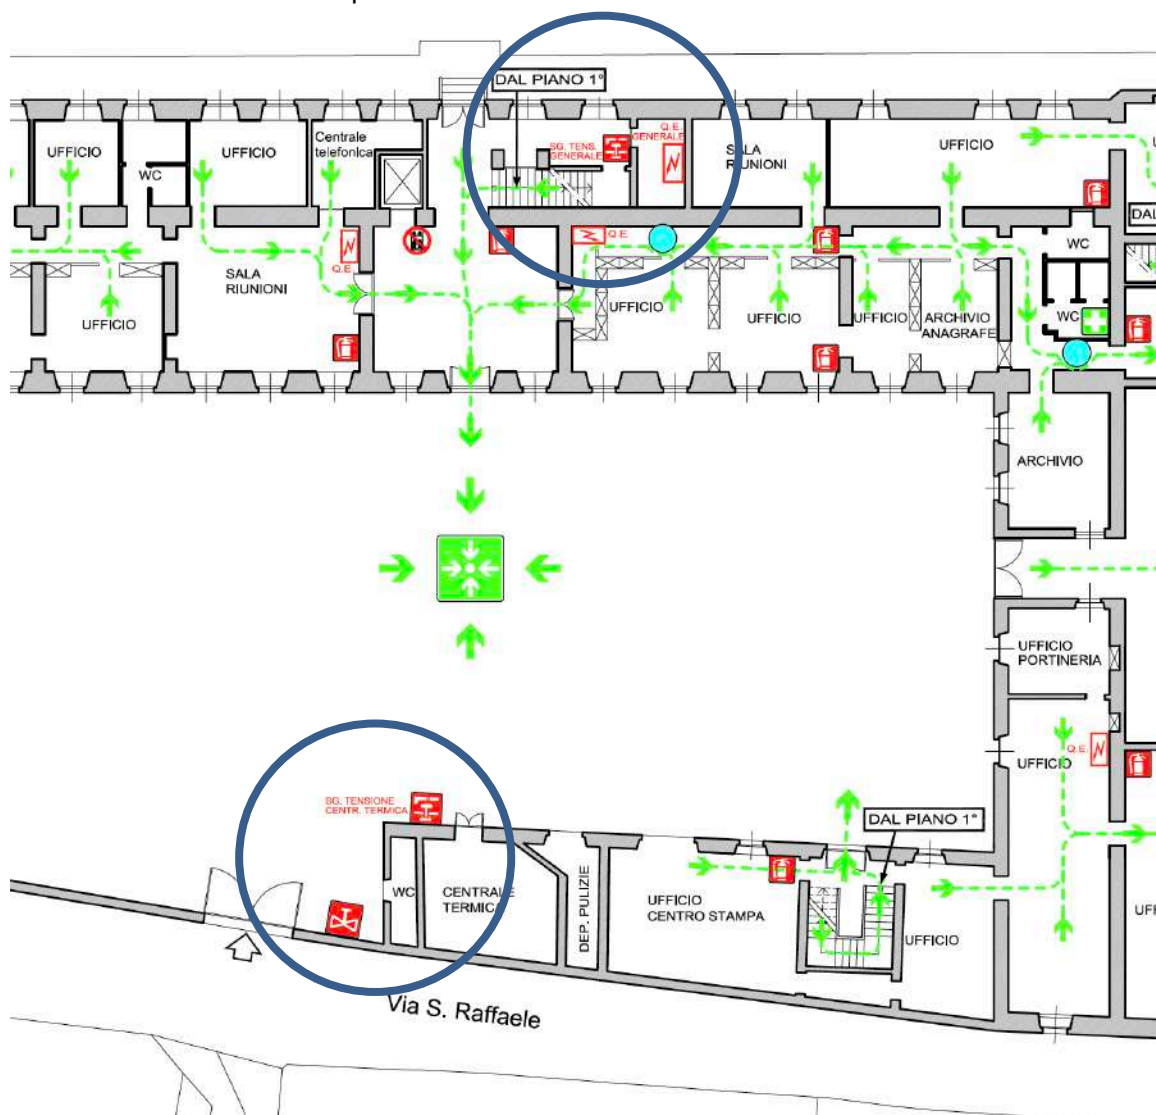 DAL PIANO 1°
UFFICIO
WC
UFFICIO
Centrale
telefonica
SG. TENS.
GENERALE
Q.E.
GENERALE
SALA
RIUNIONI
UFFICIO
DAL
Q.E.
Q.E.
WC
SALA
RIUNIONI
UFFICIO
UFFICIO
UFFICIO
UFFICIO
ARCHIVIO
ANAGRAFE
WC
ARCHIVIO
UFFICIO
PORTINERIA
Q.E.
UFFICIO
SG. TENSIONE
CENTR. TERMICA
DAL PIANO 1°
WC
CENTRALE
TERMICA
DEP. PULIZIE
UFFICIO
CENTRO STAMPA
UFFICIO
UFF
Via S. Raffaele